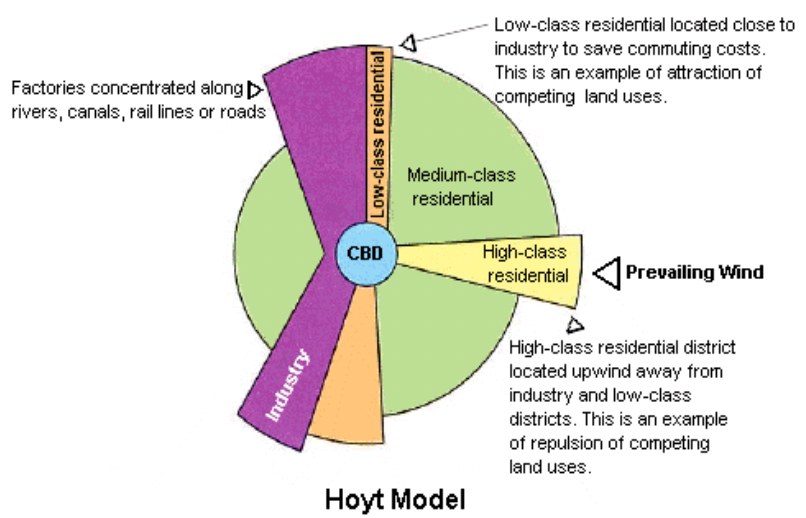 Low-class residential located close to
industry to save commuting costs.
This is an example of attraction of
competing land uses.
Factories concentrated along
rivers, canals, rail lines or roads
Low-class residential
Medium-class
residential
CBD
High-class
residential
Prevailing Wind
Industry
High-class residential district
located upwind away from
industry and low-class
districts. This is an example
of repulsion of competing
land uses.
Hoyt Model